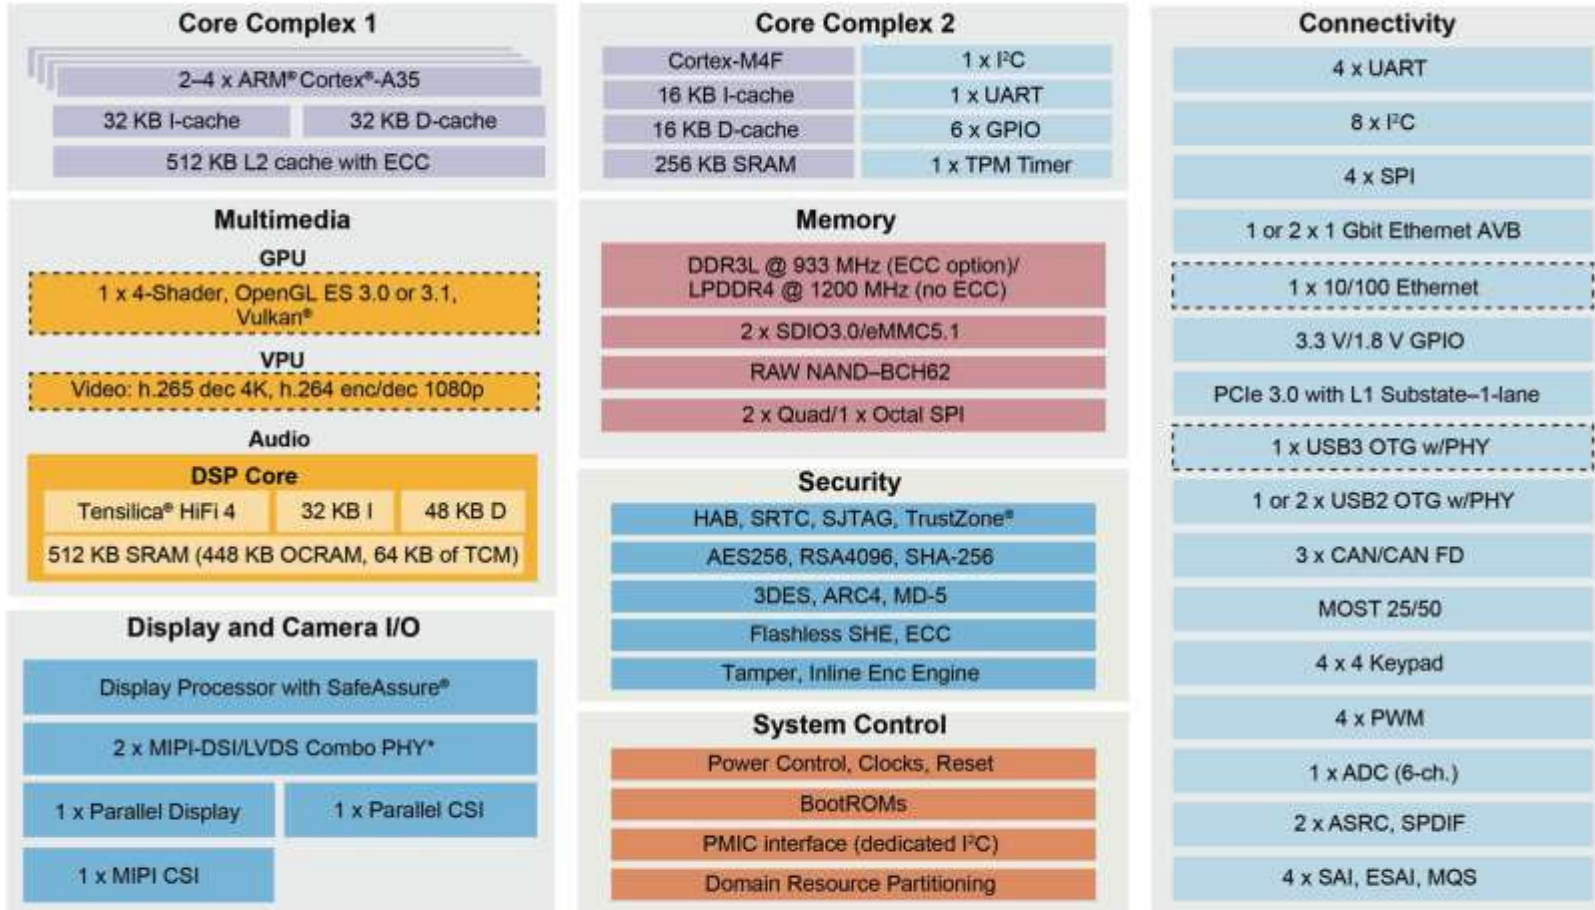 Core Complex 1
2–4 x ARM® Cortex®-A35
32 KB I-cache
32 KB D-cache
512 KB L2 cache with ECC
Multimedia
GPU
1 x 4-Shader, OpenGL ES 3.0 or 3.1,
Vulkan®
VPU
Video: h.265 dec 4K, h.264 enc/dec 1080p
Audio
DSP Core
Tensilica® HiFi 4
32 KB I
48 KB D
512 KB SRAM (448 KB OCRAM, 64 KB of TCM)
Display and Camera I/O
Display Processor with SafeAssure®
2 x MIPI-DSI/LVDS Combo PHY*
1 x Parallel Display
1 x Parallel CSI
1 x MIPI CSI
Core Complex 2
Cortex-M4F
1 x I²C
16 KB I-cache
1 x UART
16 KB D-cache
6 x GPIO
256 KB SRAM
1 x TPM Timer
Memory
DDR3L @ 933 MHz (ECC option)/
LPDDR4 @ 1200 MHz (no ECC)
2 x SDIO3.0/eMMC5.1
RAW NAND–BCH62
2 x Quad/1 x Octal SPI
Security
HAB, SRTC, SJTAG, TrustZone®
AES256, RSA4096, SHA-256
3DES, ARC4, MD-5
Flashless SHE, ECC
Tamper, Inline Enc Engine
System Control
Power Control, Clocks, Reset
BootROMs
PMIC interface (dedicated I²C)
Domain Resource Partitioning
Connectivity
4 x UART
8 x I²C
4 x SPI
1 or 2 x 1 Gbit Ethernet AVB
1 x 10/100 Ethernet
3.3 V/1.8 V GPIO
PCIe 3.0 with L1 Substate–1-lane
1 x USB3 OTG w/PHY
1 or 2 x USB2 OTG w/PHY
3 x CAN/CAN FD
MOST 25/50
4 x 4 Keypad
4 x PWM
1 x ADC (6-ch.)
2 x ASRC, SPDIF
4 x SAI, ESAI, MQS